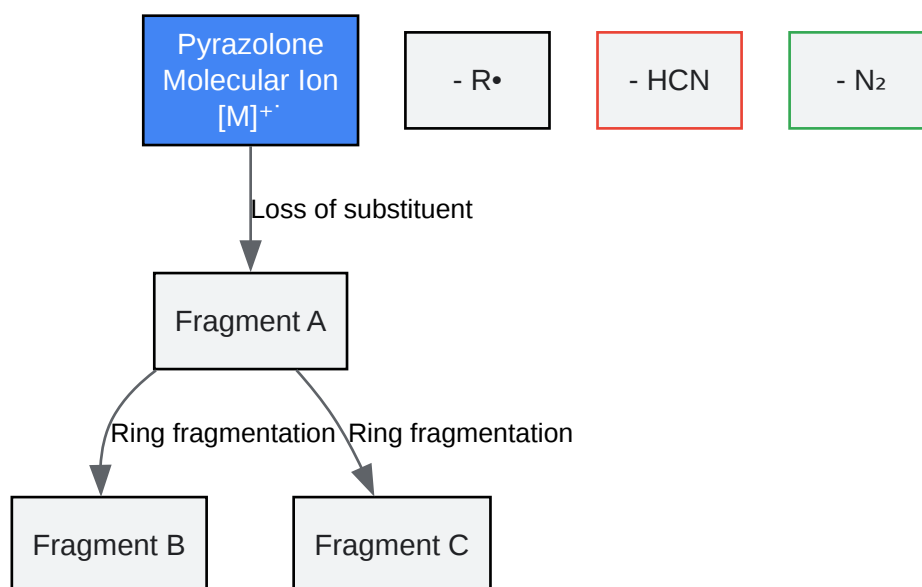 Pyrazolone
Molecular Ion
[M]⁺˙
- R•
- HCN
- N₂
Loss of substituent
Fragment A
Ring fragmentation
Ring fragmentation
Fragment B
Fragment C